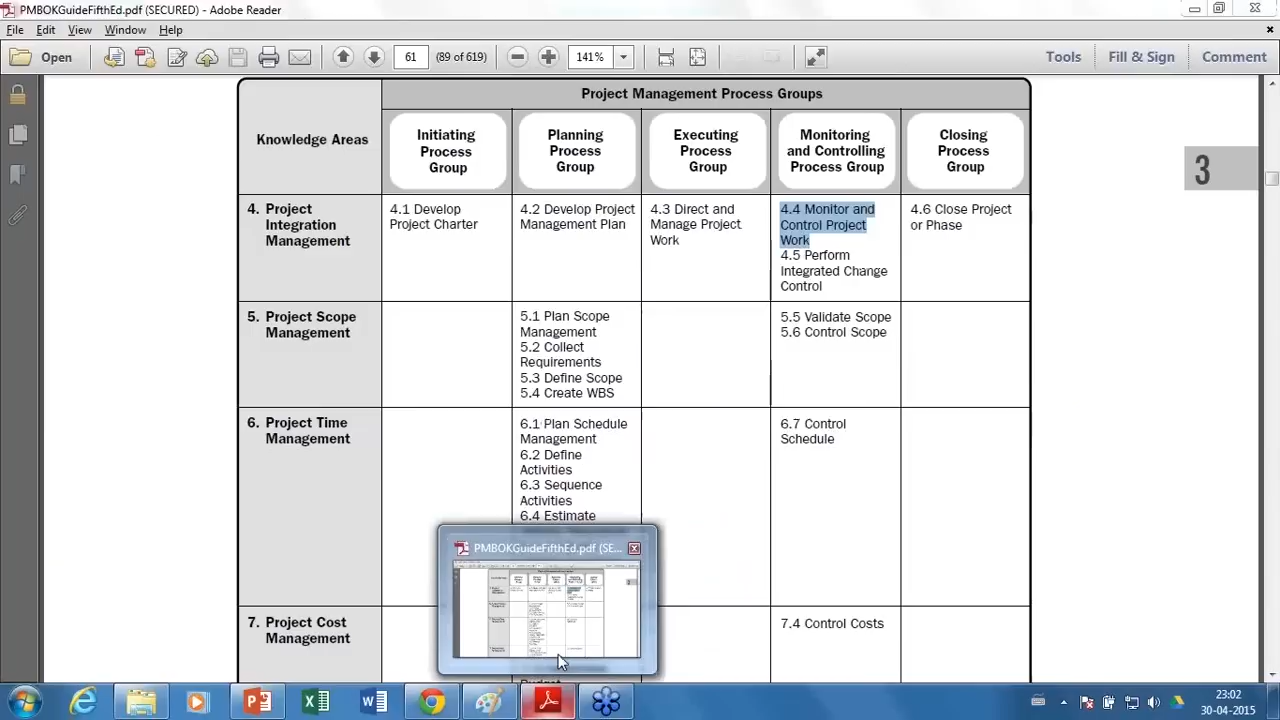 PMBOKGuideFifthEd.pdf (SECURED) - Adobe Reader
File Edit View Window Help
Open 61 (89 of 619) 141% Tools Fill & Sign Comment
Project Management Process Groups
Knowledge Areas
Initiating
Process
Group
Planning
Process
Group
Executing
Process
Group
Monitoring
and Controlling
Process Group
Closing
Process
Group
3
4. Project
Integration
Management
4.1 Develop
Project Charter
4.2 Develop Project
Management Plan
4.3 Direct and
Manage Project
Work
4.4 Monitor and
Control Project
Work
4.5 Perform
Integrated Change
Control
4.6 Close Project
or Phase
5. Project Scope
Management
5.1 Plan Scope
Management
5.2 Collect
Requirements
5.3 Define Scope
5.4 Create WBS
5.5 Validate Scope
5.6 Control Scope
6. Project Time
Management
6.1 Plan Schedule
Management
6.2 Define
Activities
6.3 Sequence
Activities
6.4 Estimate
6.7 Control
Schedule
PMBOKGuideFifthEd.pdf (SE...
7. Project Cost
Management
7.4 Control Costs
23:02
30-04-2015